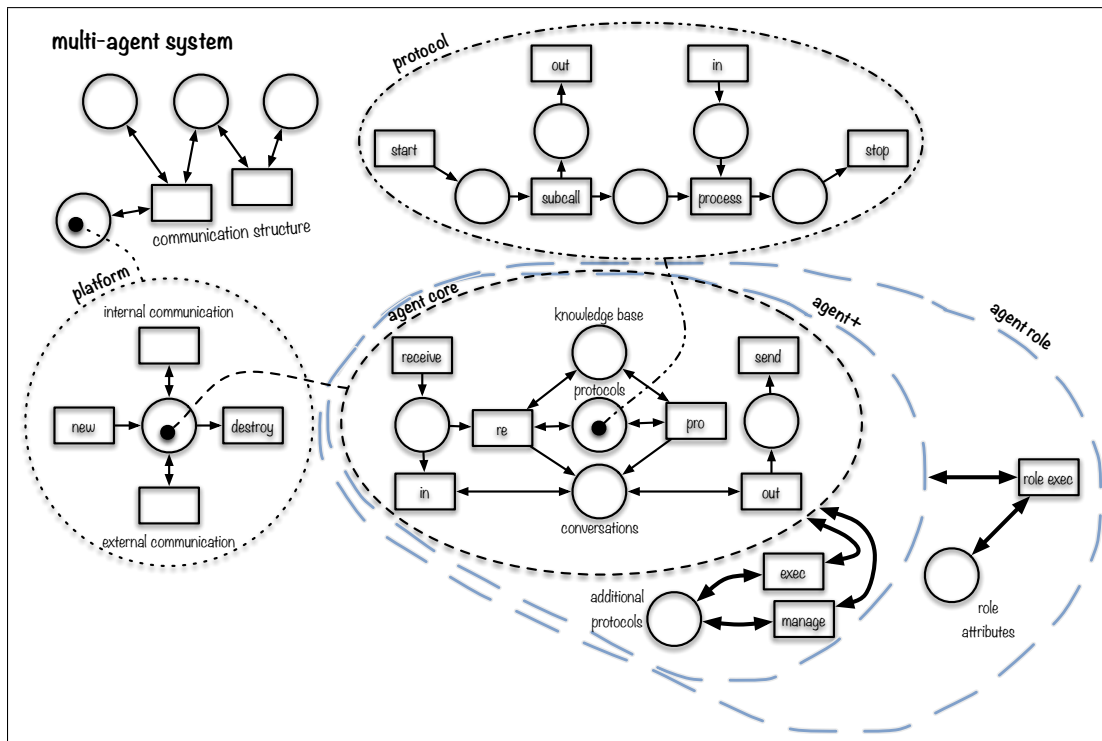 multi-agent system
protocol
out
in
start
stop
subcall
process
communication structure
platform
internal communication
new
destroy
external communication
agent core
agent+
agent role
knowledge base
receive
send
protocols
re
pro
in
out
conversations
role exec
exec
additional
protocols
manage
role
attributes